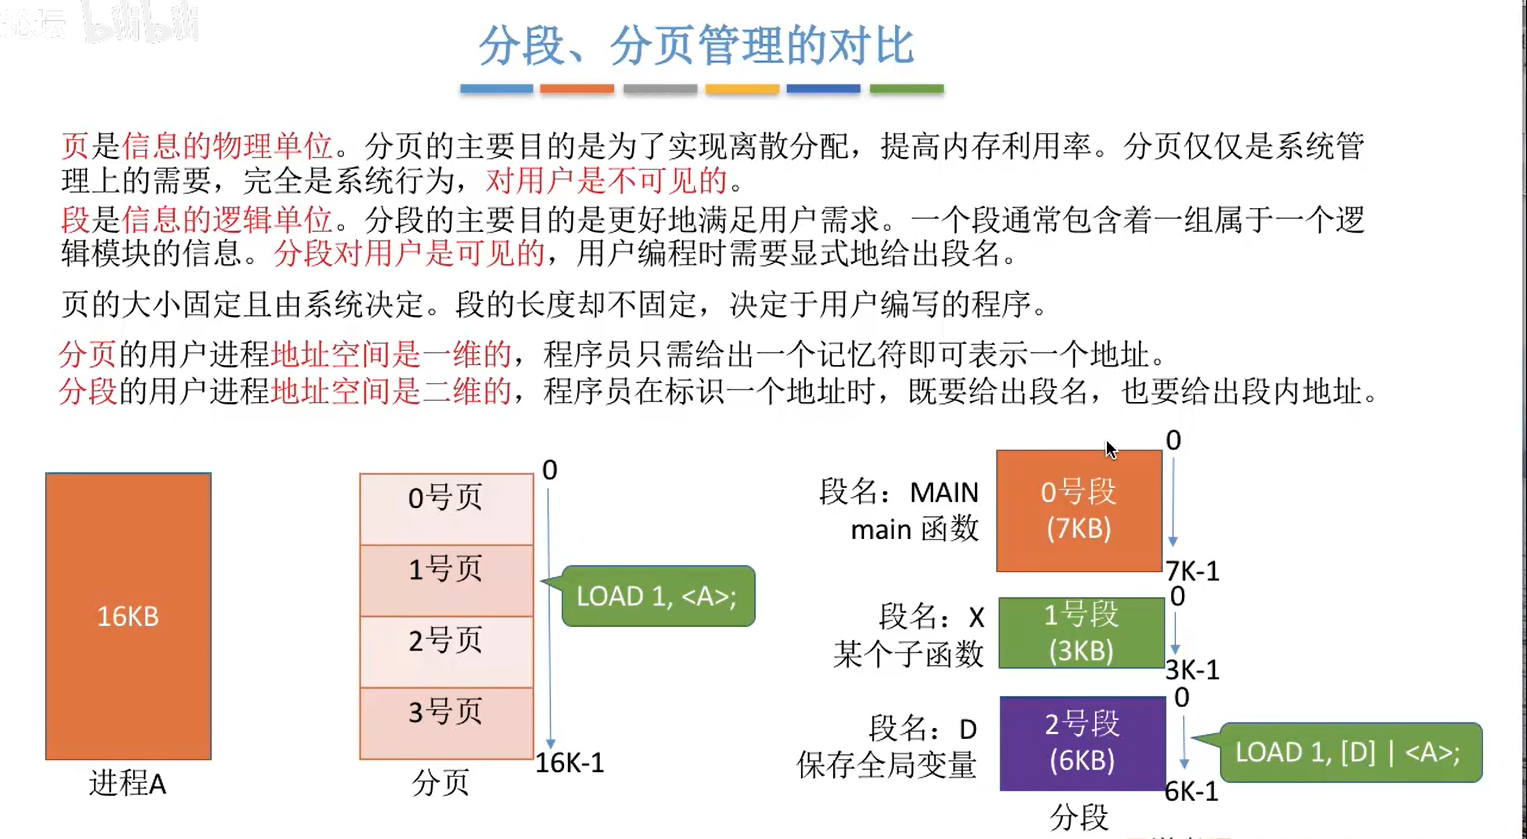 论坛 bilibili
分段、分页管理的对比
页是信息的物理单位。分页的主要目的是为了实现离散分配，提高内存利用率。分页仅仅是系统管
理上的需要，完全是系统行为，对用户是不可见的。
段是信息的逻辑单位。分段的主要目的是更好地满足用户需求。一个段通常包含着一组属于一个逻
辑模块的信息。分段对用户是可见的，用户编程时需要显式地给出段名。
页的大小固定且由系统决定。段的长度却不固定，决定于用户编写的程序。
分页的用户进程地址空间是一维的，程序员只需给出一个记忆符即可表示一个地址。
分段的用户进程地址空间是二维的，程序员在标识一个地址时，既要给出段名，也要给出段内地址。
16KB
进程A
0
0号页
1号页
2号页
3号页
16K-1
LOAD 1, <A>;
分页
段名：MAIN
main 函数
0号段
(7KB)
0
7K-1
段名：X
某个子函数
1号段
(3KB)
0
3K-1
段名：D
保存全局变量
2号段
(6KB)
0
6K-1
LOAD 1, [D] | <A>;
分段